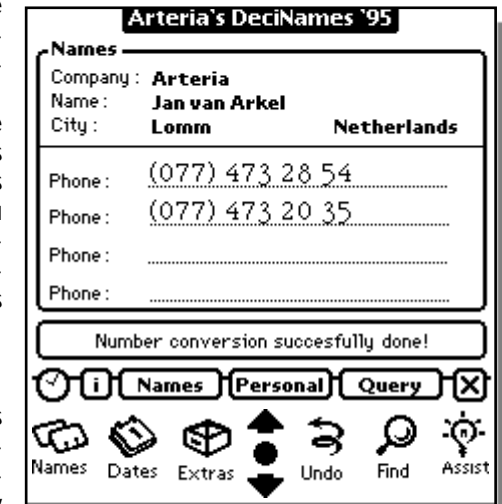 Arteria's DeciNames `95
Names
Company : Arteria
Name : Jan van Arkel
City : Lomm Netherlands
Phone : (077) 473 28 54
Phone : (077) 473 20 35
Phone :
Phone :
Number conversion succesfully done!
i Names Personal Query X
Names Dates Extras Undo Find Assist